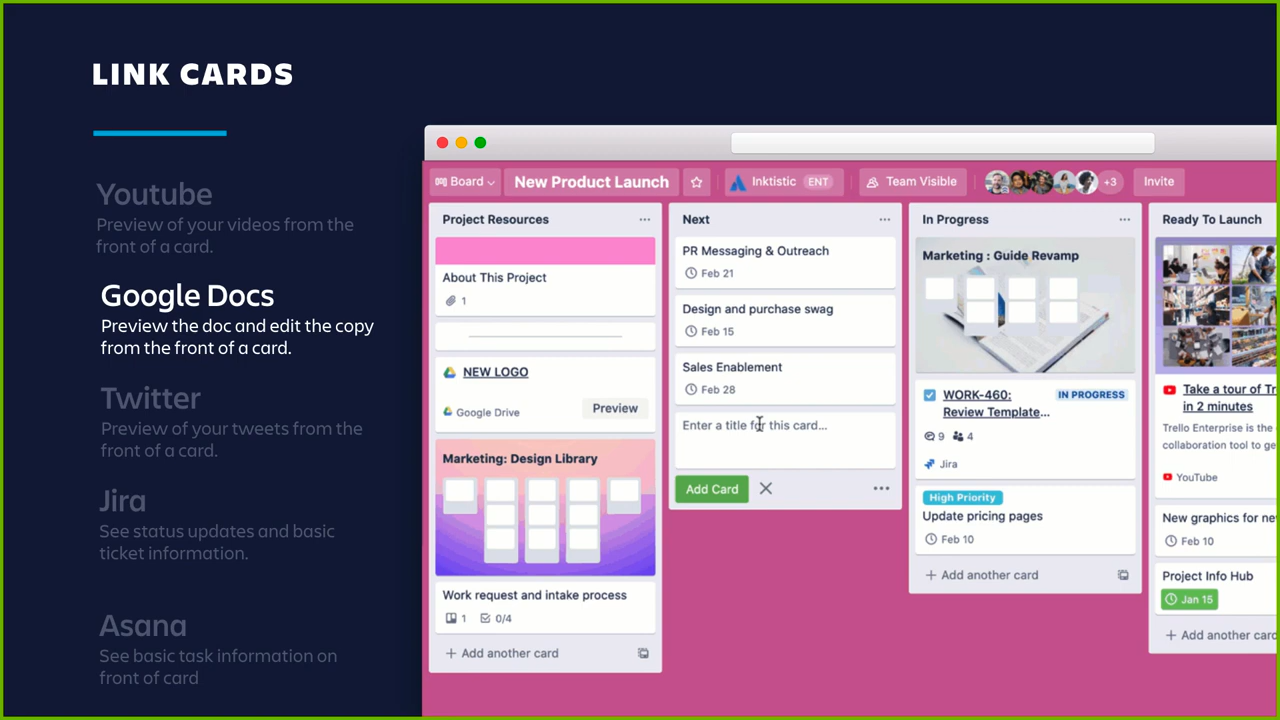 LINK CARDS
Youtube
Preview of your videos from the
front of a card.
Google Docs
Preview the doc and edit the copy
from the front of a card.
Twitter
Preview of your tweets from the
front of a card.
Jira
See status updates and basic
ticket information.
Asana
See basic task information on
front of card
Board
New Product Launch
Inktistic ENT
Team Visible
+3
Invite
Project Resources
About This Project
1
NEW LOGO
Google Drive
Preview
Marketing: Design Library
Work request and intake process
1 0/4
+ Add another card
Next
PR Messaging & Outreach
Feb 21
Design and purchase swag
Feb 15
Sales Enablement
Feb 28
Enter a title for this card...
Add Card
In Progress
Marketing : Guide Revamp
WORK-460:
Review Template...
IN PROGRESS
9 4
Jira
High Priority
Update pricing pages
Feb 10
+ Add another card
Ready To Launch
Take a tour of Tr
in 2 minutes
Trello Enterprise is the
collaboration tool to ge
YouTube
New graphics for ne
Feb 10
Project Info Hub
Jan 15
+ Add another card